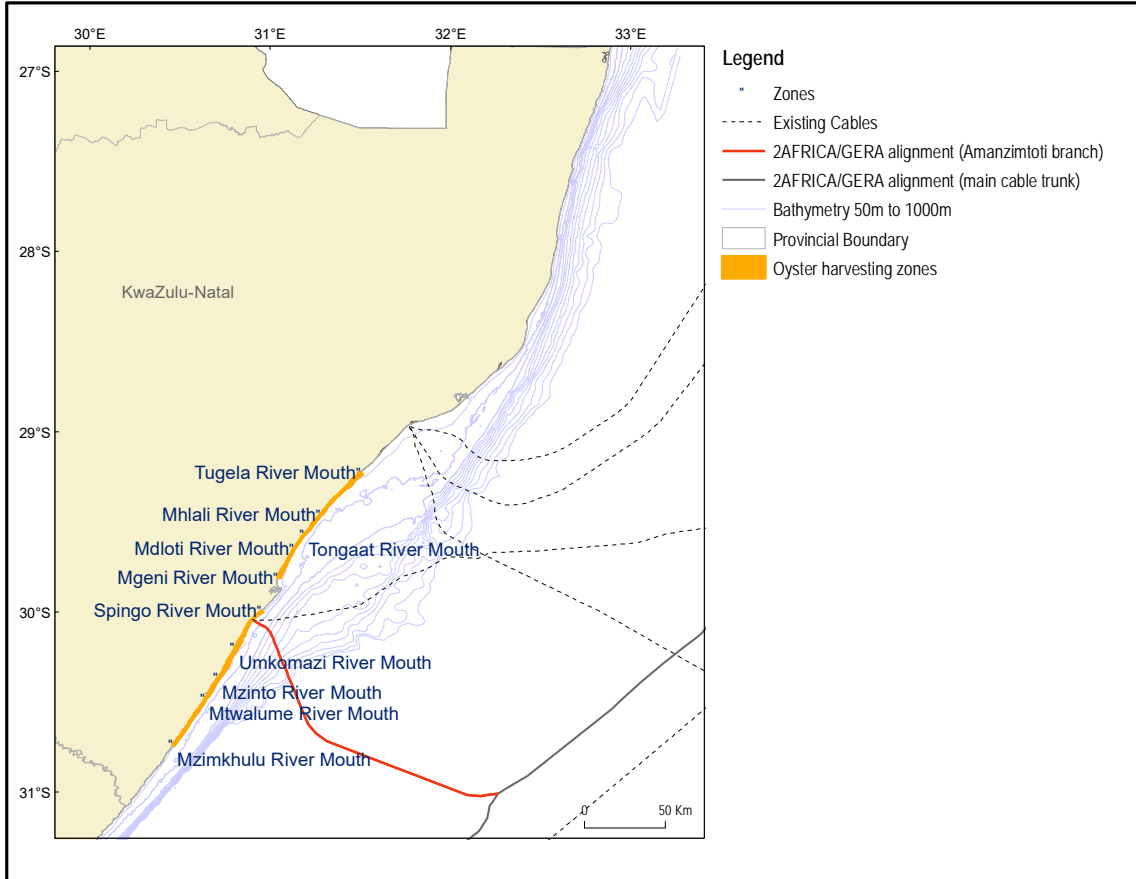 30°E
31°E
32°E
33°E
27°S
28°S
29°S
30°S
31°S
KwaZulu-Natal
Tugela River Mouth
Mhlali River Mouth
Mdloti River Mouth
Tongaat River Mouth
Mgeni River Mouth
Spingo River Mouth
Umkomazi River Mouth
Mzinto River Mouth
Mtwalume River Mouth
Mzimkhulu River Mouth
0
50 Km
Legend
" Zones
Existing Cables
2AFRICA/GERA alignment (Amanzimtoti branch)
2AFRICA/GERA alignment (main cable trunk)
Bathymetry 50m to 1000m
Provincial Boundary
Oyster harvesting zones